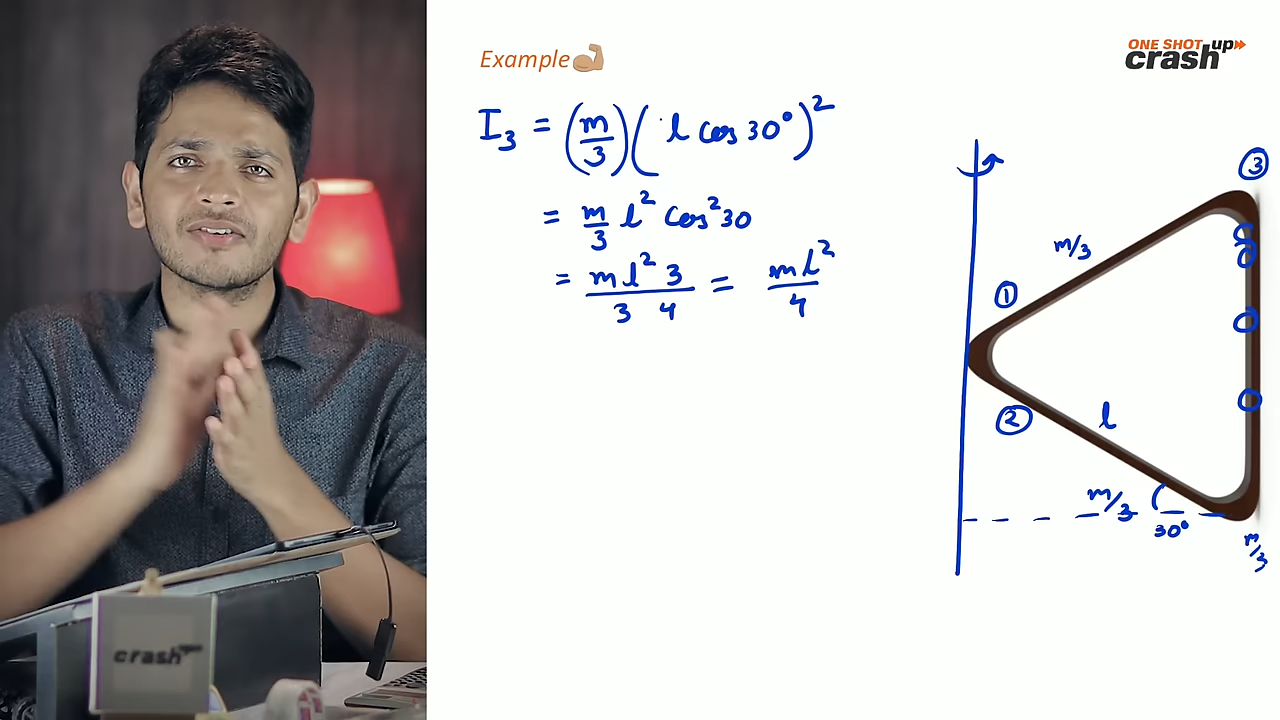 Example
ONE SHOT up
crash
I₃ = (m/3)(l cos 30°)²
= m/3 l² cos²30
= ml² 3 / 3 4 = ml²/4
③
m/3
①
②
l
m/3
30°
m/3
crash